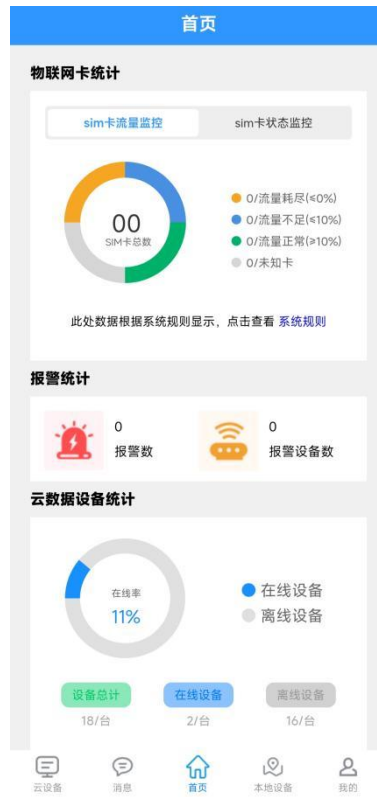 首页
物联网卡统计
sim卡流量监控 sim卡状态监控
00
SIM卡总数
0/流量耗尽(≤0%)
0/流量不足(≤10%)
0/流量正常(≥10%)
0/未知卡
此处数据根据系统规则显示，点击查看 系统规则
报警统计
0
报警数
0
报警设备数
云数据设备统计
在线率
11%
在线设备
离线设备
设备总计 在线设备 离线设备
18/台 2/台 16/台
云设备 消息 首页 本地设备 我的